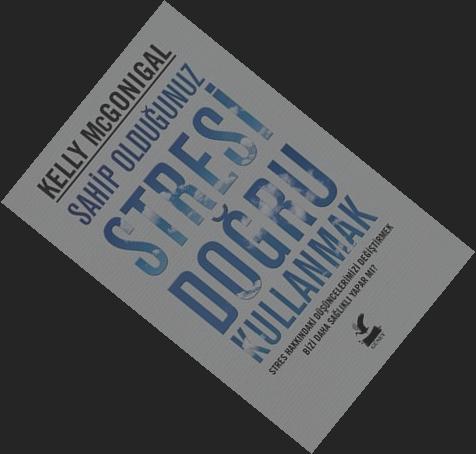 KELLY McGONIGAL
SAHİP OLDUĞUNUZ
STRESİ
DOĞRU
KULLANMAK
STRES HAKKINDAKİ DÜŞÜNCELERİMİZİ DEĞİŞTİRMEK
BİZİ DAHA SAĞLIKLI YAPAR MI?
GÜNEY